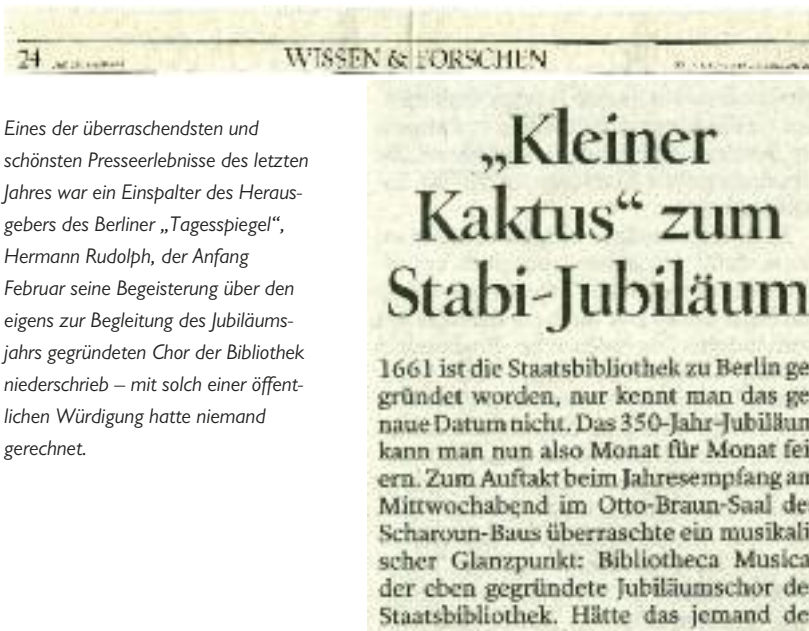 24 WISSEN & FORSCHEN
Eines der überraschendsten und
schönsten Presseerlebnisse des letzten
Jahres war ein Einspalter des Heraus-
gebers des Berliner „Tagesspiegel“,
Hermann Rudolph, der Anfang
Februar seine Begeisterung über den
eigens zur Begleitung des Jubiläums-
jahrs gegründeten Chor der Bibliothek
niederschrieb – mit solch einer öffent-
lichen Würdigung hatte niemand
gerechnet.
„Kleiner
Kaktus“ zum
Stabi-Jubiläum
1661 ist die Staatsbibliothek zu Berlin ge
gründet worden, nur kennt man das ge
naue Datum nicht. Das 350-Jahr-Jubiläum
kann man nun also Monat für Monat fei
ern. Zum Auftakt beim Jahresempfang am
Mittwochabend im Otto-Braun-Saal de
Scharoun-Baus überraschte ein musikali
scher Glanzpunkt: Bibliotheca Musica
der eben gegründete Jubiläumschor de
Staatsbibliothek. Hätte das jemand de